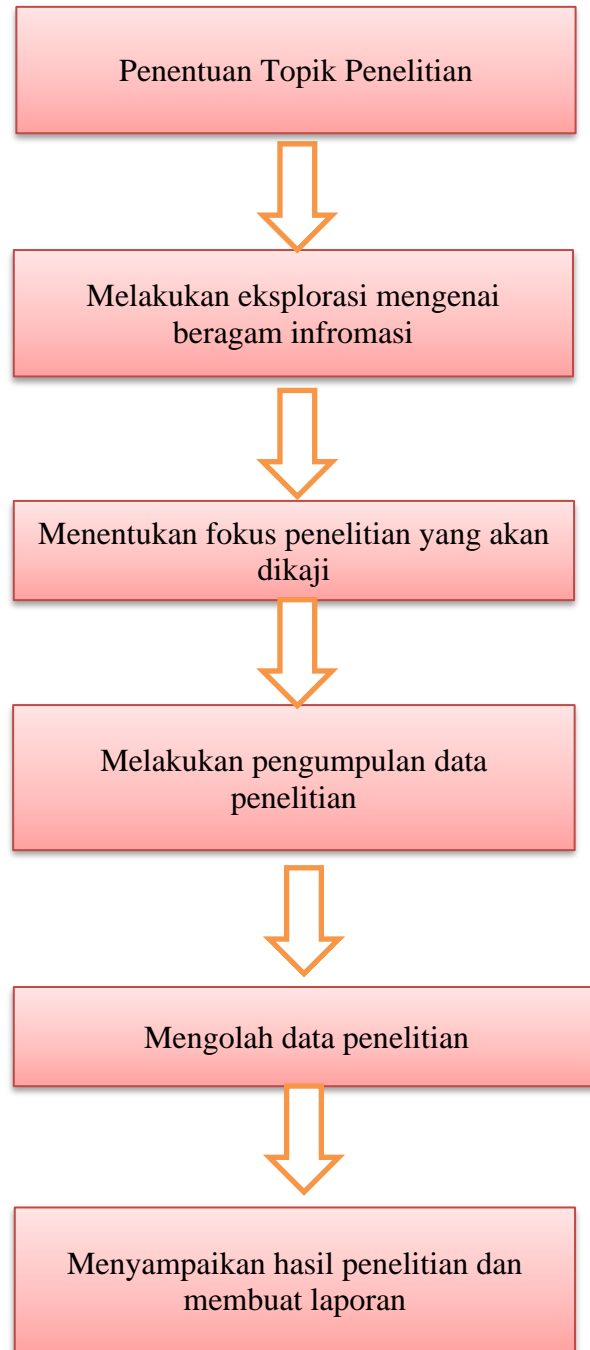 Penentuan Topik Penelitian
Melakukan eksplorasi mengenai
beragam infromasi
Menentukan fokus penelitian yang akan
dikaji
Melakukan pengumpulan data
penelitian
Mengolah data penelitian
Menyampaikan hasil penelitian dan
membuat laporan